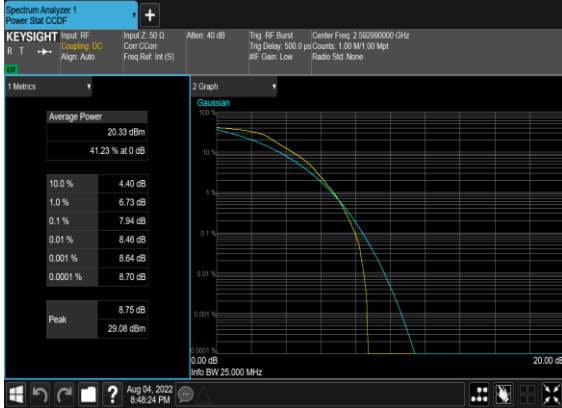 Spectrum Analyzer 1
Power Stat CCDF
KEYSIGHT
R T
LXI
Input: RF
Coupling: DC
Align: Auto
Input Z: 50 Ω
Corr CCorr
Freq Ref: Int (S)
Atten: 40 dB
Trig: RF Burst
Trig Delay: 500.0 µs
#IF Gain: Low
Center Freq: 2.592990000 GHz
Counts: 1.00 M/1.00 Mpt
Radio Std: None
1 Metrics
Average Power
20.33 dBm
41.23 % at 0 dB
10.0 % 4.40 dB
1.0 % 6.73 dB
0.1 % 7.94 dB
0.01 % 8.46 dB
0.001 % 8.64 dB
0.0001 % 8.70 dB
Peak
8.75 dB
29.08 dBm
2 Graph
Gaussian
100 %
10 %
1 %
0.1 %
0.01 %
0.001 %
0.0001 %
0.00 dB
20.00 dB
Info BW 25.000 MHz
?
Aug 04, 2022
8:48:24 PM